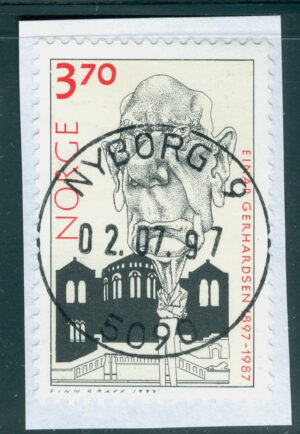 3.70
NORGE
EINAR GERHARDSEN 1897-1987
NYBORG 9
02.07.97
5090
FINN GRAFF 1997